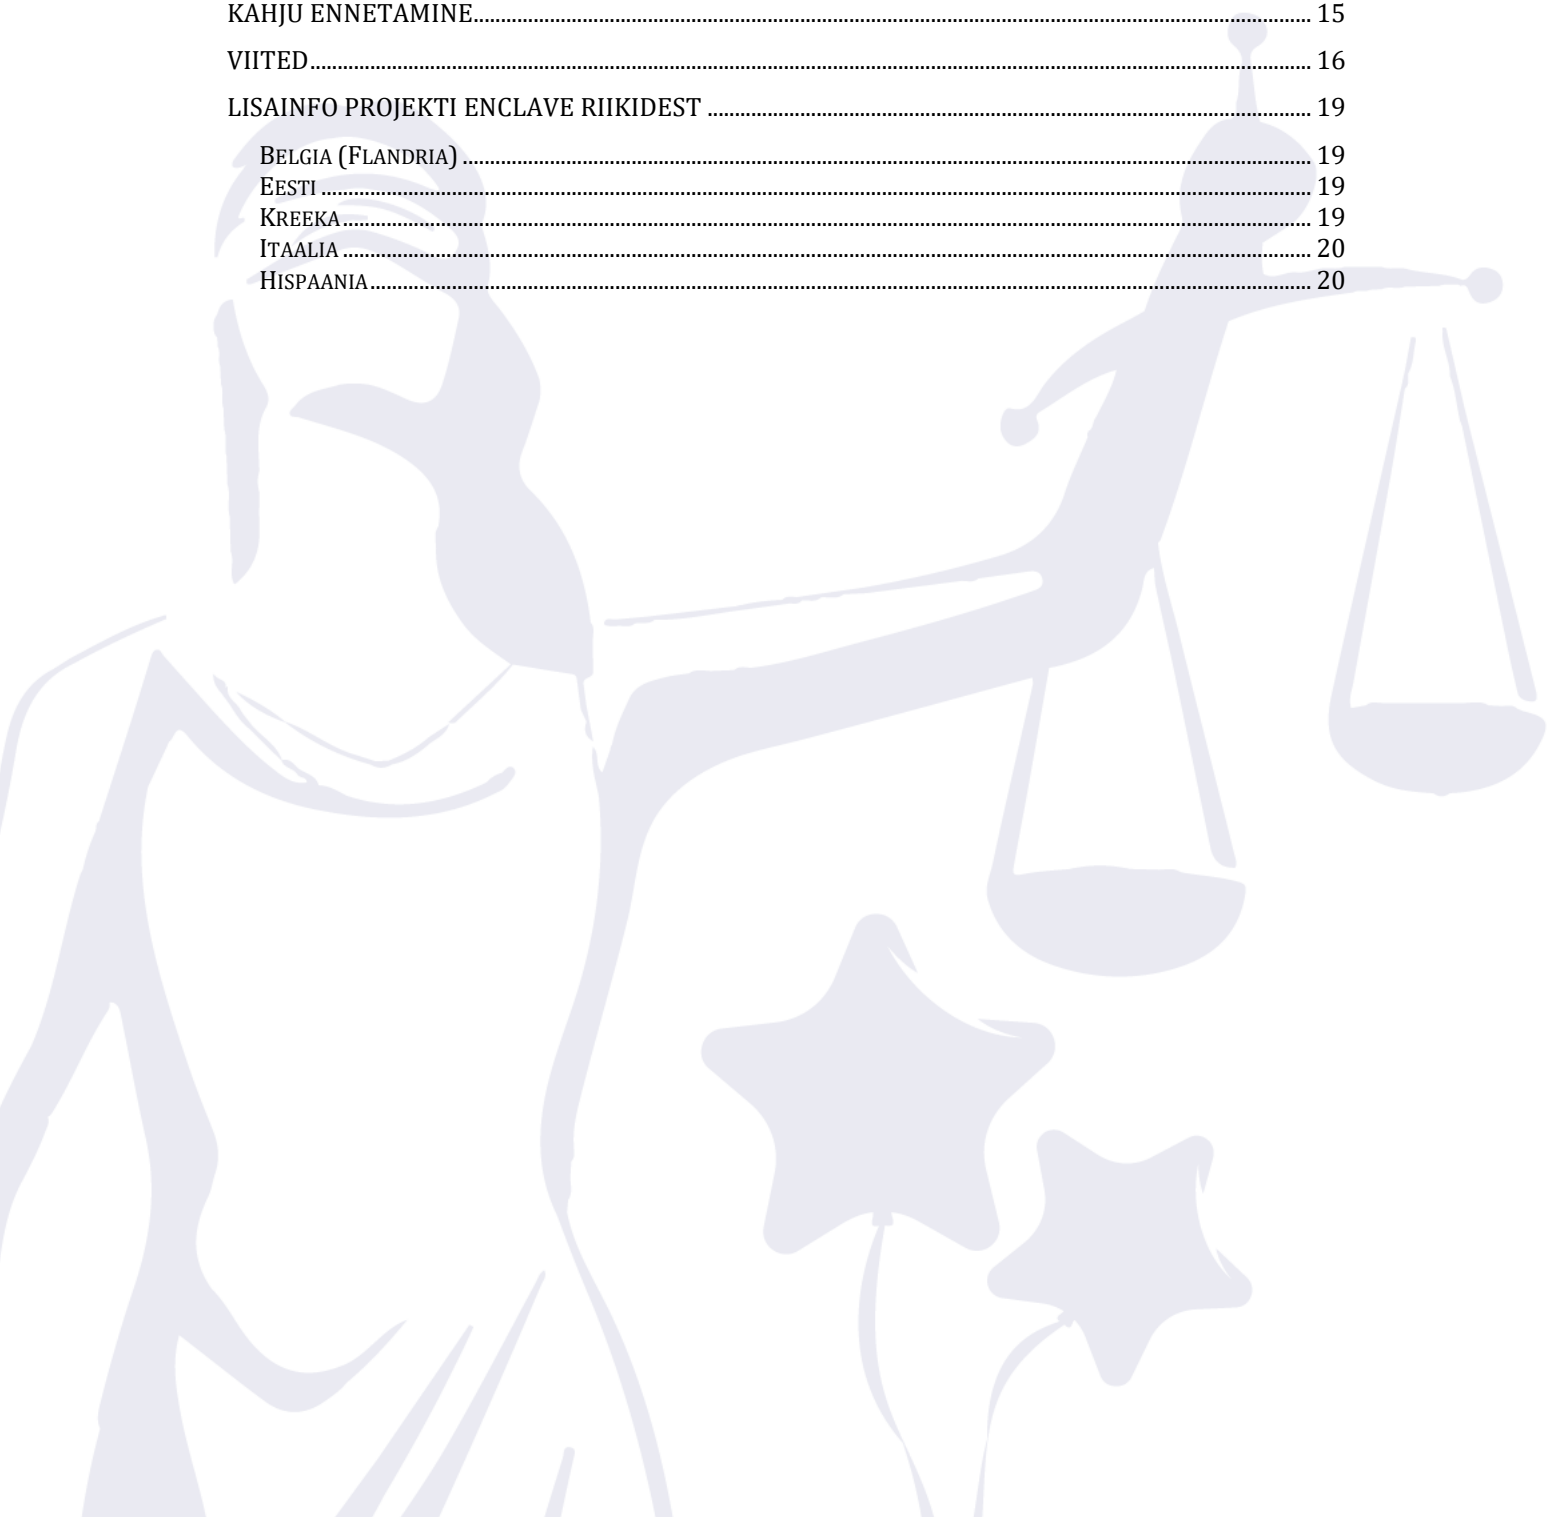 KAHJU ENNETAMINE........................................................................................................ 15
VIITED........................................................................................................ 16
LISAINFO PROJEKTI ENCLAVE RIIKIDEST ........................................................................................................ 19
BELGIA (FLANDRIA) ........................................................................................................ 19
EESTI ........................................................................................................ 19
KREEKA........................................................................................................ 19
ITAALIA ........................................................................................................ 20
HISPAANIA........................................................................................................ 20